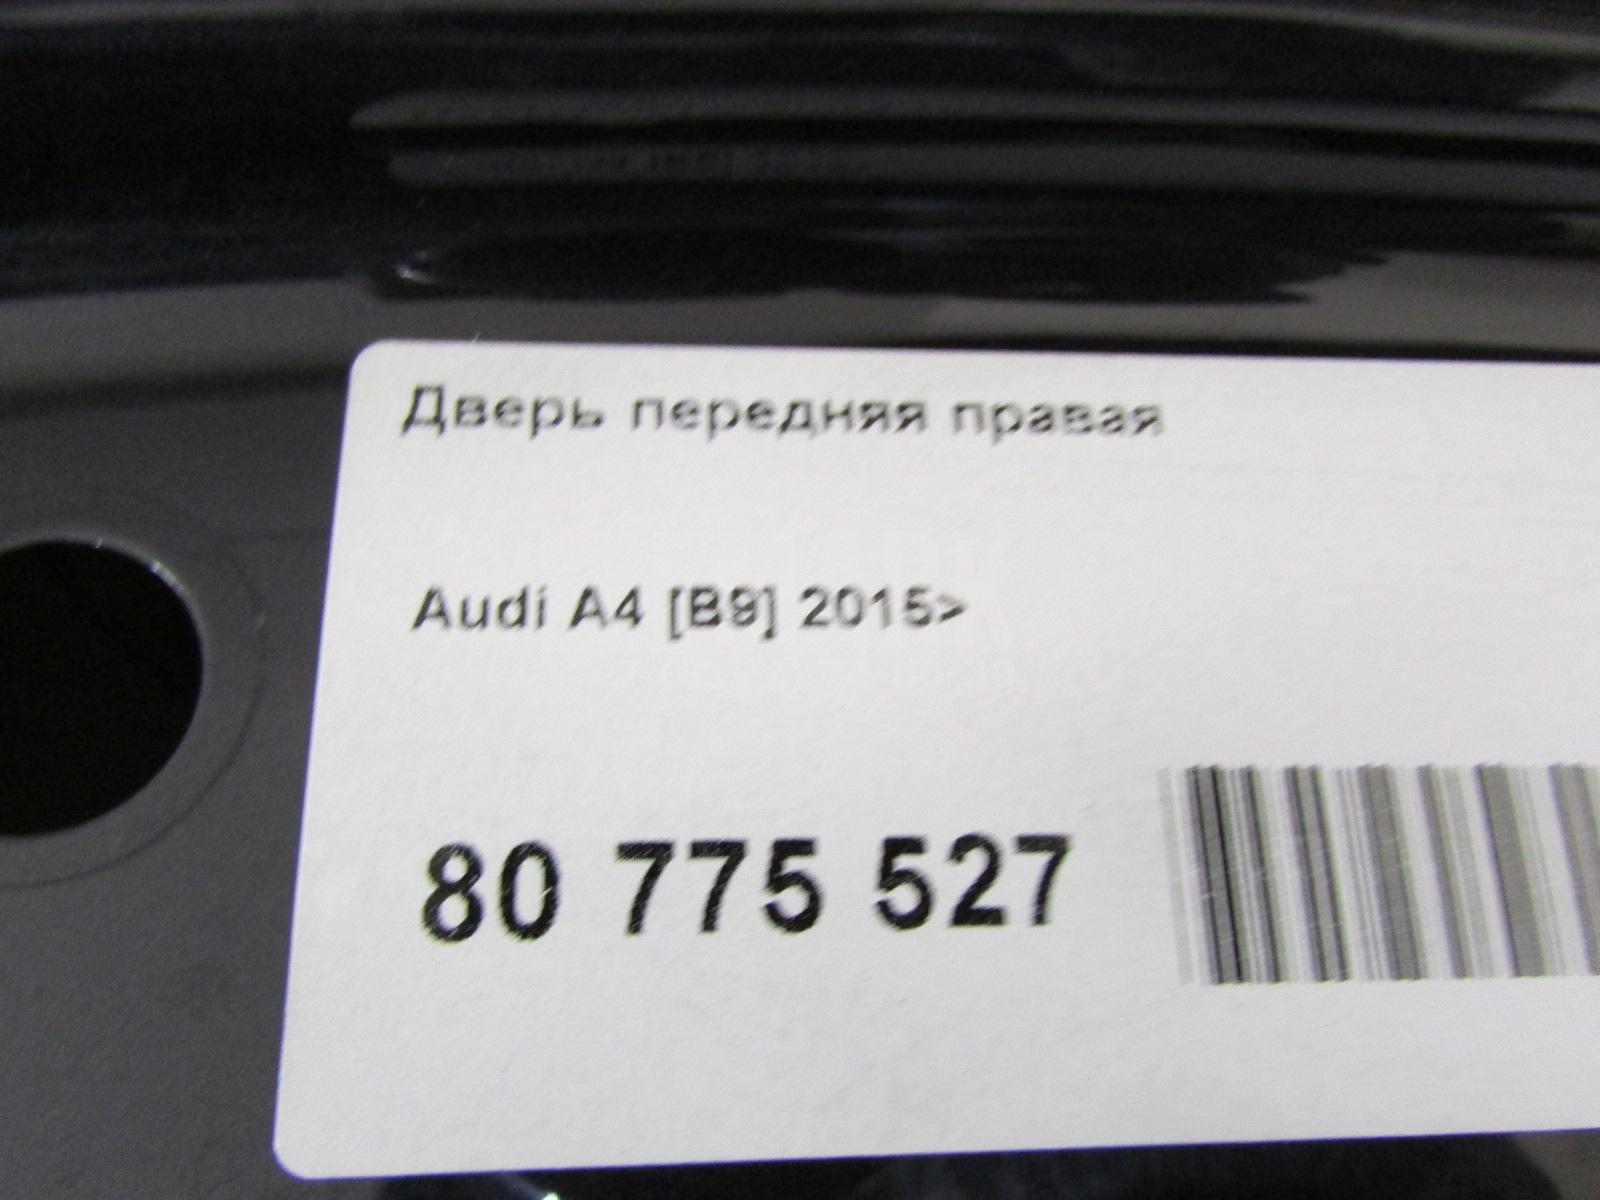 Дверь передняя правая
Audi A4 [B9] 2015>
80 775 527